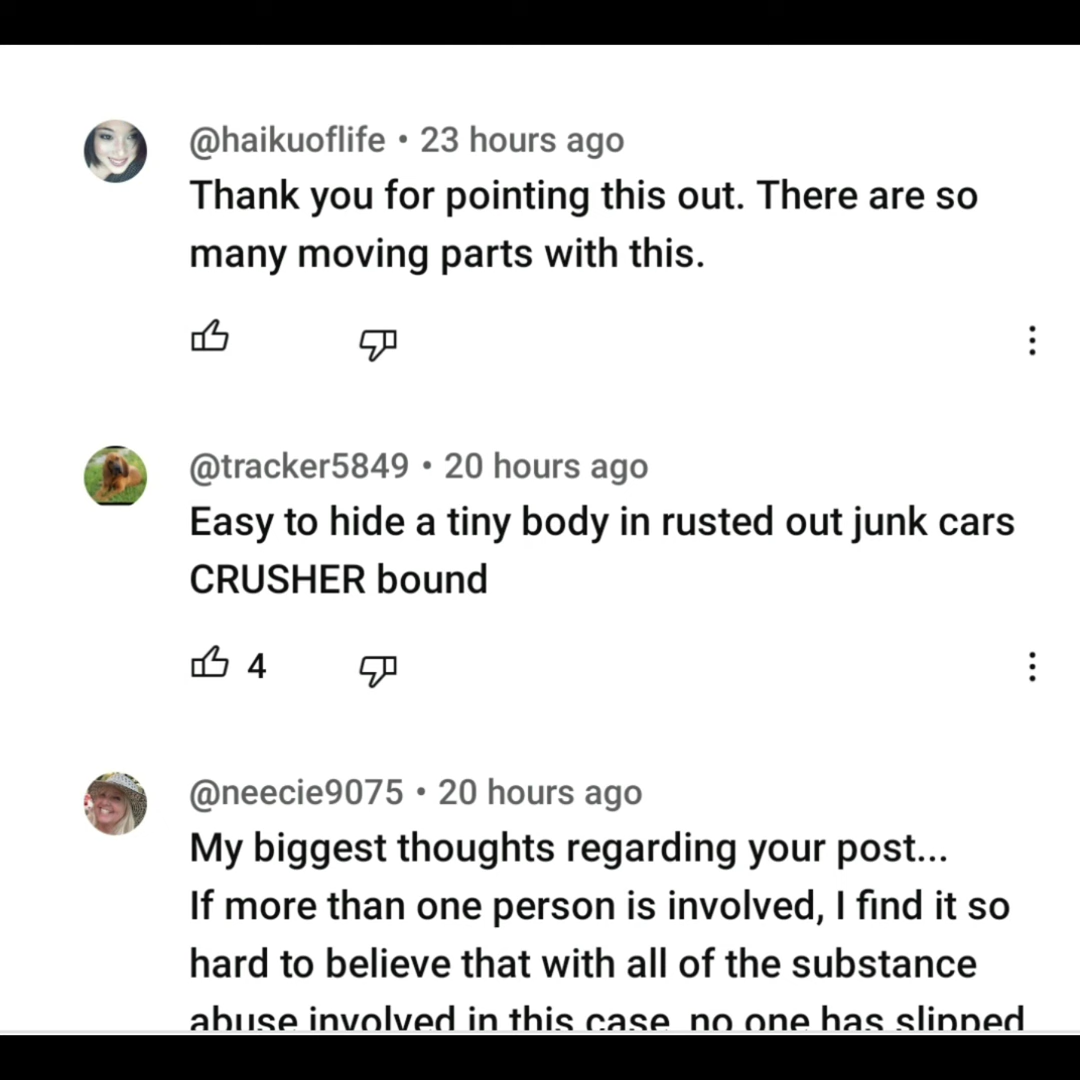 @haikuoflife • 23 hours ago
Thank you for pointing this out. There are so
many moving parts with this.
@tracker5849 • 20 hours ago
Easy to hide a tiny body in rusted out junk cars
CRUSHER bound
4
@neecie9075 • 20 hours ago
My biggest thoughts regarding your post...
If more than one person is involved, I find it so
hard to believe that with all of the substance
abuse involved in this case, no one has slipped